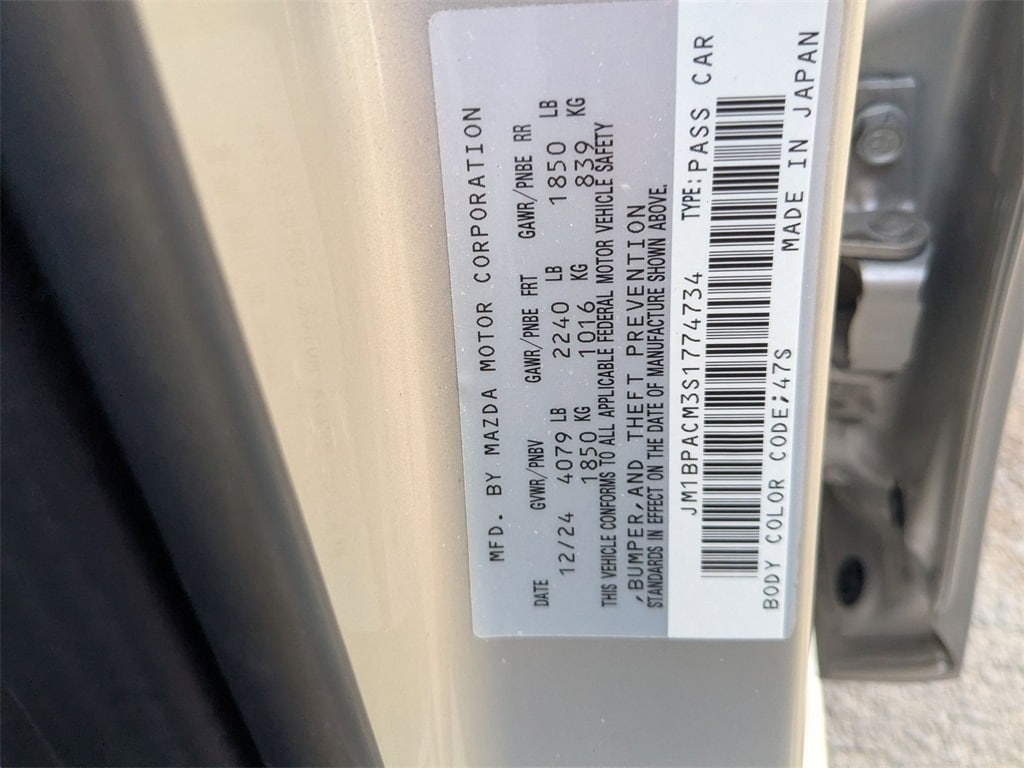 MFD. BY MAZDA MOTOR CORPORATION
DATE GVWR/PNBV GAWR/PNBE FRT GAWR/PNBE RR
12/24 4079 LB 2240 LB 1850 LB
1850 KG 1016 KG 839 KG
THIS VEHICLE CONFORMS TO ALL APPLICABLE FEDERAL MOTOR VEHICLE SAFETY
,BUMPER,AND THEFT PREVENTION
STANDARDS IN EFFECT ON THE DATE OF MANUFACTURE SHOWN ABOVE.
JM1BPACM3S1774734 TYPE:PASS CAR
BODY COLOR CODE;47S MADE IN JAPAN